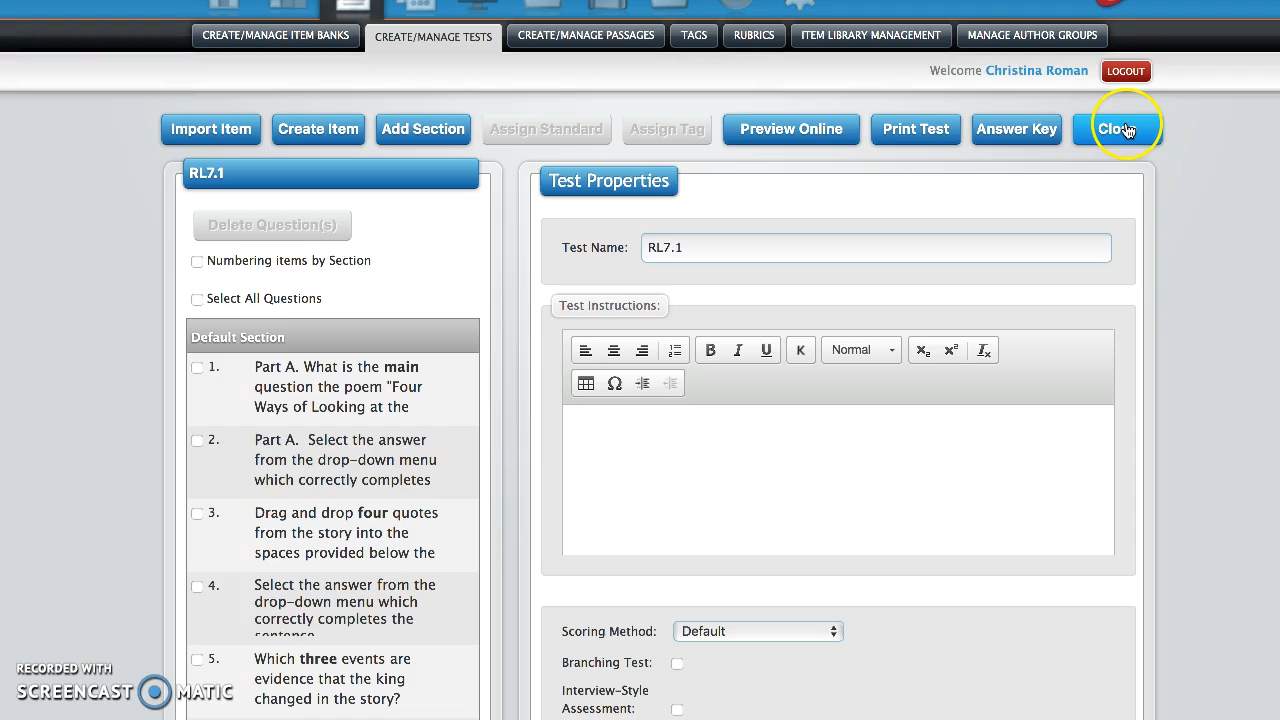 CREATE/MANAGE ITEM BANKS CREATE/MANAGE TESTS CREATE/MANAGE PASSAGES TAGS RUBRICS ITEM LIBRARY MANAGEMENT MANAGE AUTHOR GROUPS
Welcome Christina Roman LOGOUT
Import Item Create Item Add Section Assign Standard Assign Tag Preview Online Print Test Answer Key
RL7.1
Delete Question(s)
Numbering items by Section
Select All Questions
Default Section
1. Part A. What is the main
question the poem "Four
Ways of Looking at the
2. Part A. Select the answer
from the drop-down menu
which correctly completes
3. Drag and drop four quotes
from the story into the
spaces provided below the
4. Select the answer from the
drop-down menu which
correctly completes the
sentence
5. Which three events are
evidence that the king
changed in the story?
Test Properties
Test Name: RL7.1
Test Instructions:
B I U K Normal X₂ X² Tx
Ω
Scoring Method: Default
Branching Test:
Interview-Style
Assessment:
RECORDED WITH
SCREENCAST MATIC